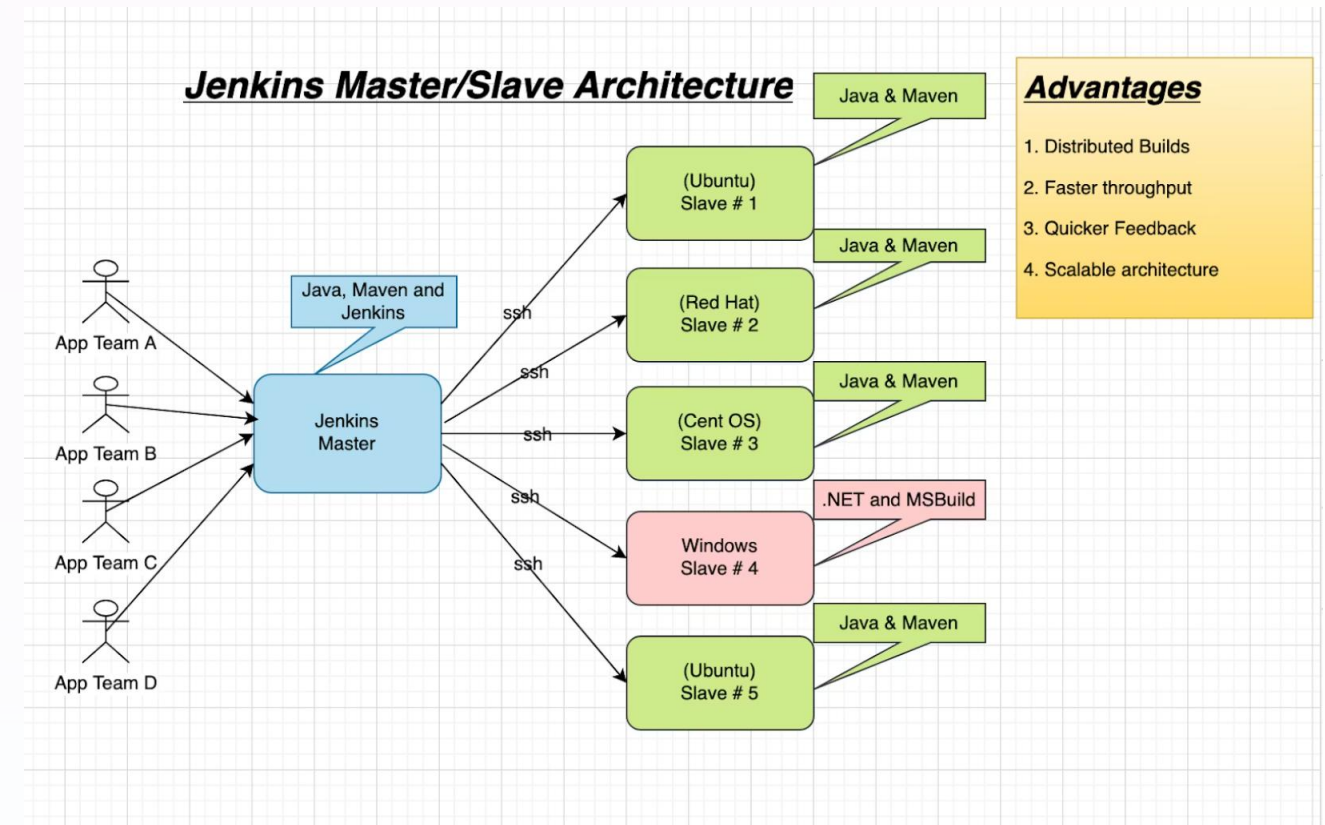 Jenkins Master/Slave Architecture
Java & Maven
Advantages
1. Distributed Builds
2. Faster throughput
3. Quicker Feedback
4. Scalable architecture
(Ubuntu)
Slave # 1
Java & Maven
App Team A
Java, Maven and
Jenkins
ssh
(Red Hat)
Slave # 2
ssh
Java & Maven
App Team B
Jenkins
Master
ssh
(Cent OS)
Slave # 3
.NET and MSBuild
App Team C
ssh
Windows
Slave # 4
ssh
Java & Maven
App Team D
(Ubuntu)
Slave # 5